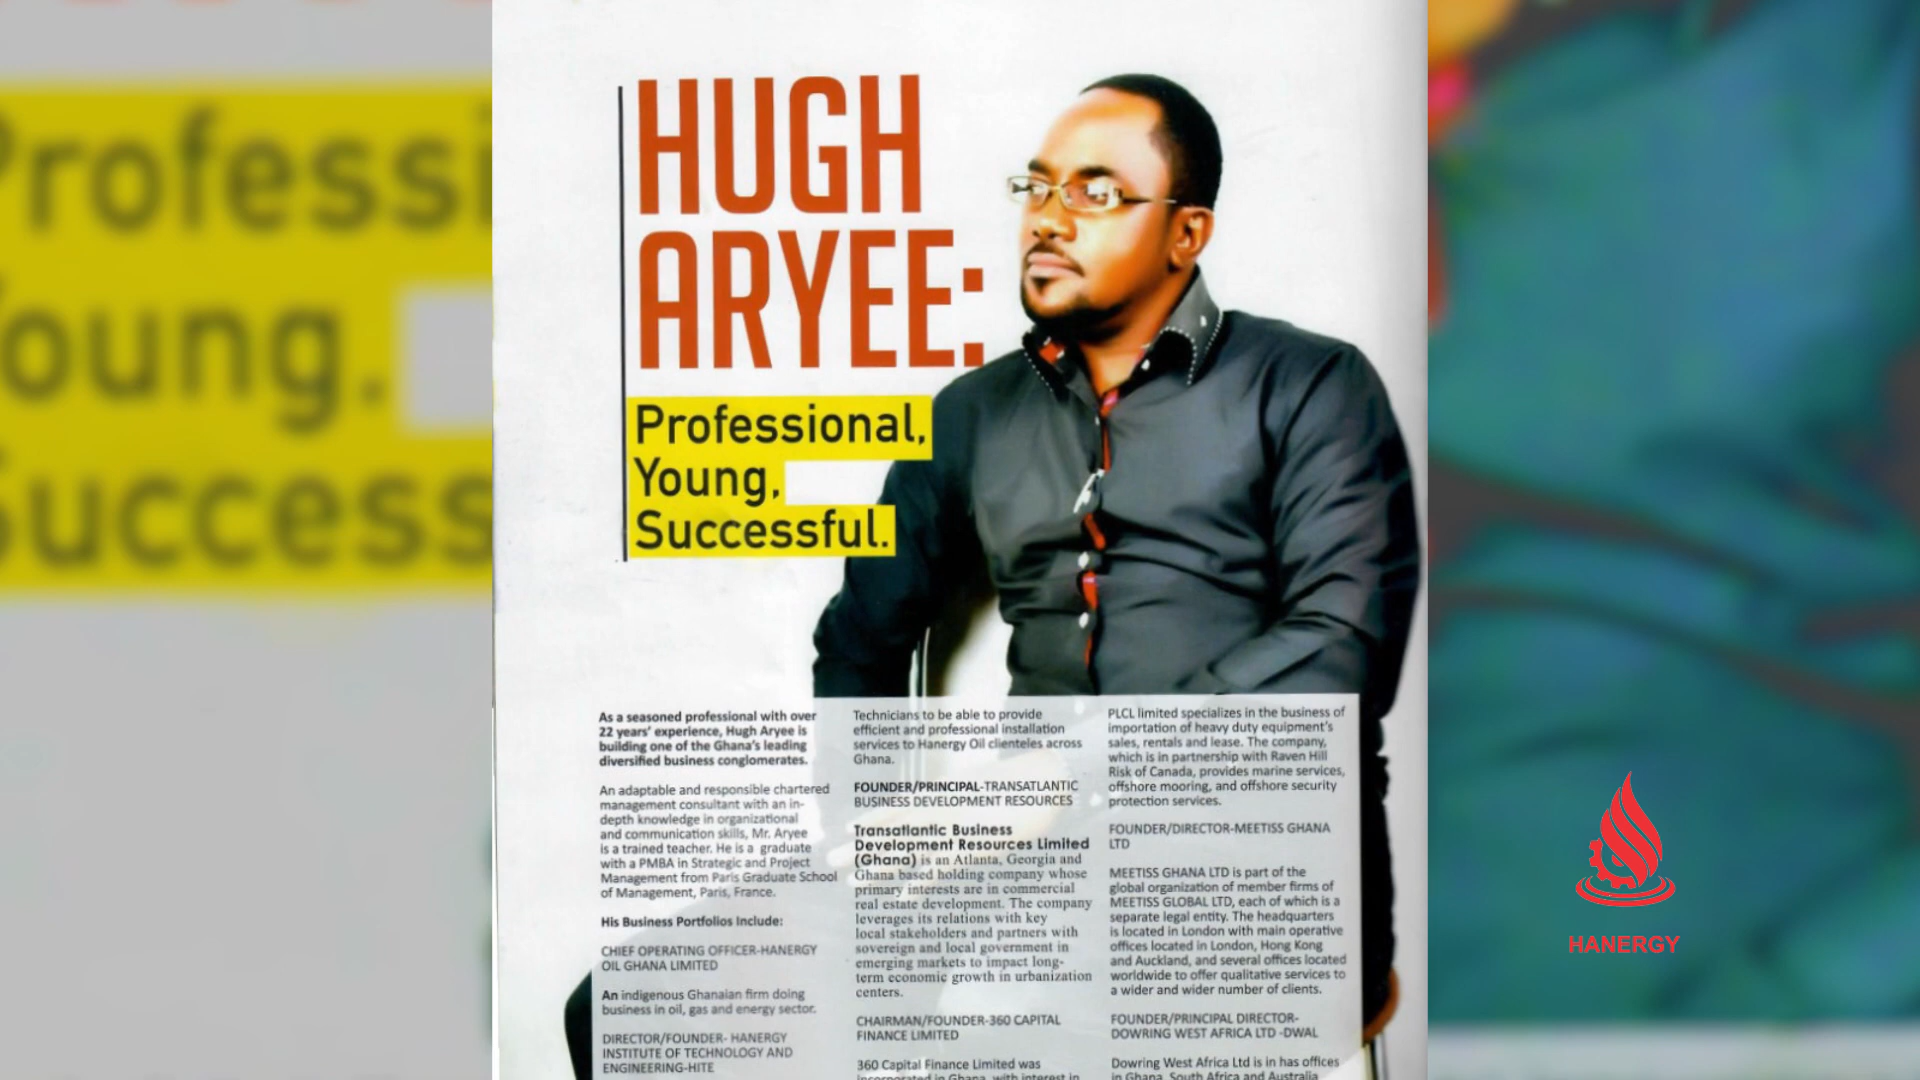 HUGH
ARYEE:
Professional,
Young,
Successful.
As a seasoned professional with over
22 years' experience, Hugh Aryee is
building one of the Ghana's leading
diversified business conglomerates.
An adaptable and responsible chartered
management consultant with an in-
depth knowledge in organizational
and communication skills, Mr. Aryee
is a trained teacher. He is a graduate
with a PMBA in Strategic and Project
Management from Paris Graduate School
of Management, Paris, France.
His Business Portfolios Include:
CHIEF OPERATING OFFICER-HANERGY
OIL GHANA LIMITED
An indigenous Ghanaian firm doing
business in oil, gas and energy sector.
DIRECTOR/FOUNDER- HANERGY
INSTITUTE OF TECHNOLOGY AND
ENGINEERING-HITE
Technicians to be able to provide
efficient and professional installation
services to Hanergy Oil clienteles across
Ghana.
FOUNDER/PRINCIPAL-TRANSATLANTIC
BUSINESS DEVELOPMENT RESOURCES
Transatlantic Business
Development Resources Limited
(Ghana) is an Atlanta, Georgia and
Ghana based holding company whose
primary interests are in commercial
real estate development. The company
leverages its relations with key
local stakeholders and partners with
sovereign and local government in
emerging markets to impact long-
term economic growth in urbanization
centers.
CHAIRMAN/FOUNDER-360 CAPITAL
FINANCE LIMITED
360 Capital Finance Limited was
incorporated in Ghana, with interest in
PLCL limited specializes in the business of
importation of heavy duty equipment's
sales, rentals and lease. The company,
which is in partnership with Raven Hill
Risk of Canada, provides marine services,
offshore mooring, and offshore security
protection services.
FOUNDER/DIRECTOR-MEETISS GHANA
LTD
MEETISS GHANA LTD is part of the
global organization of member firms of
MEETISS GLOBAL LTD, each of which is a
separate legal entity. The headquarters
is located in London with main operative
offices located in London, Hong Kong
and Auckland, and several offices located
worldwide to offer qualitative services to
a wider and wider number of clients.
FOUNDER/PRINCIPAL DIRECTOR-
DOWRING WEST AFRICA LTD -DWAL
Dowring West Africa Ltd is in has offices
in Ghana, South Africa and Australia
HANERGY